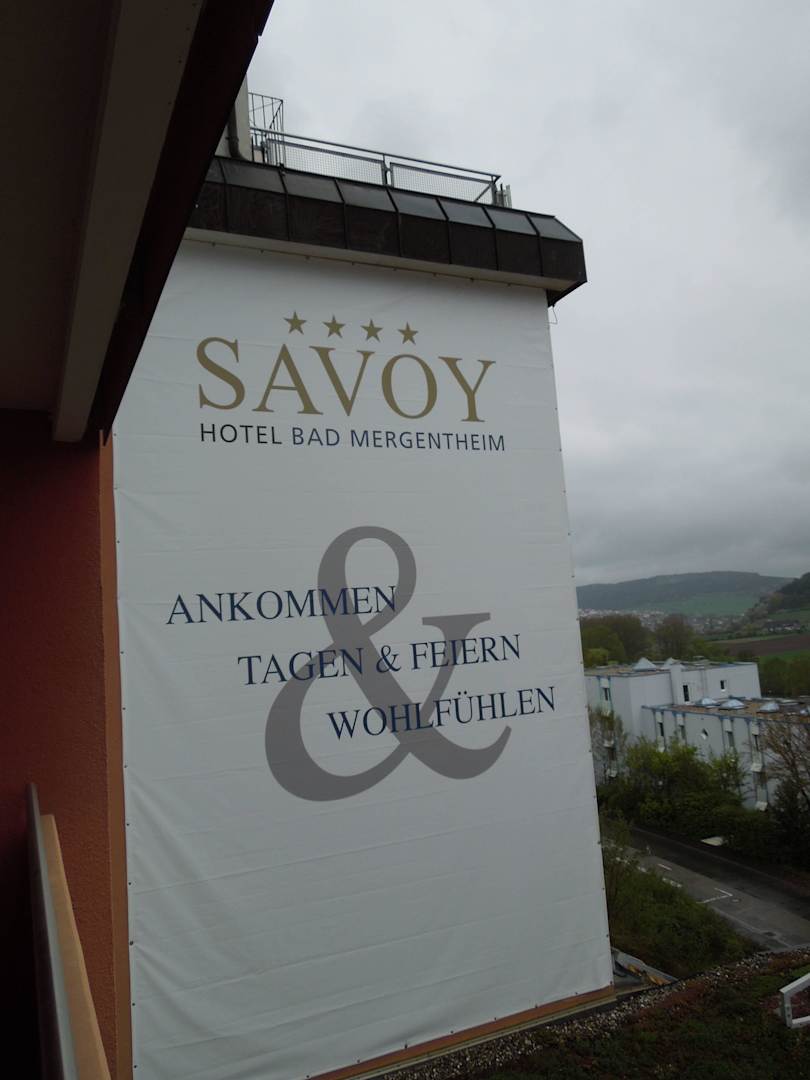 SAVOY
HOTEL BAD MERGENTHEIM
&
ANKOMMEN
TAGEN & FEIERN
WOHLFÜHLEN